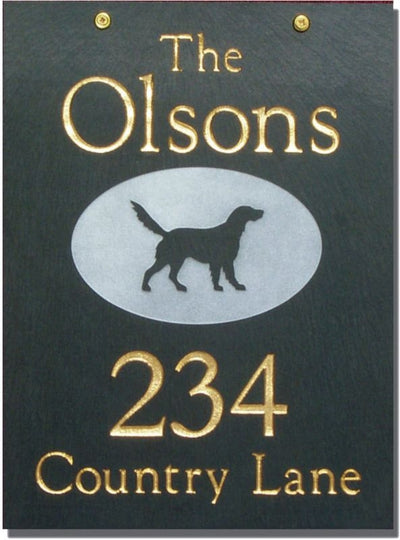 The
Olsons
234
Country Lane